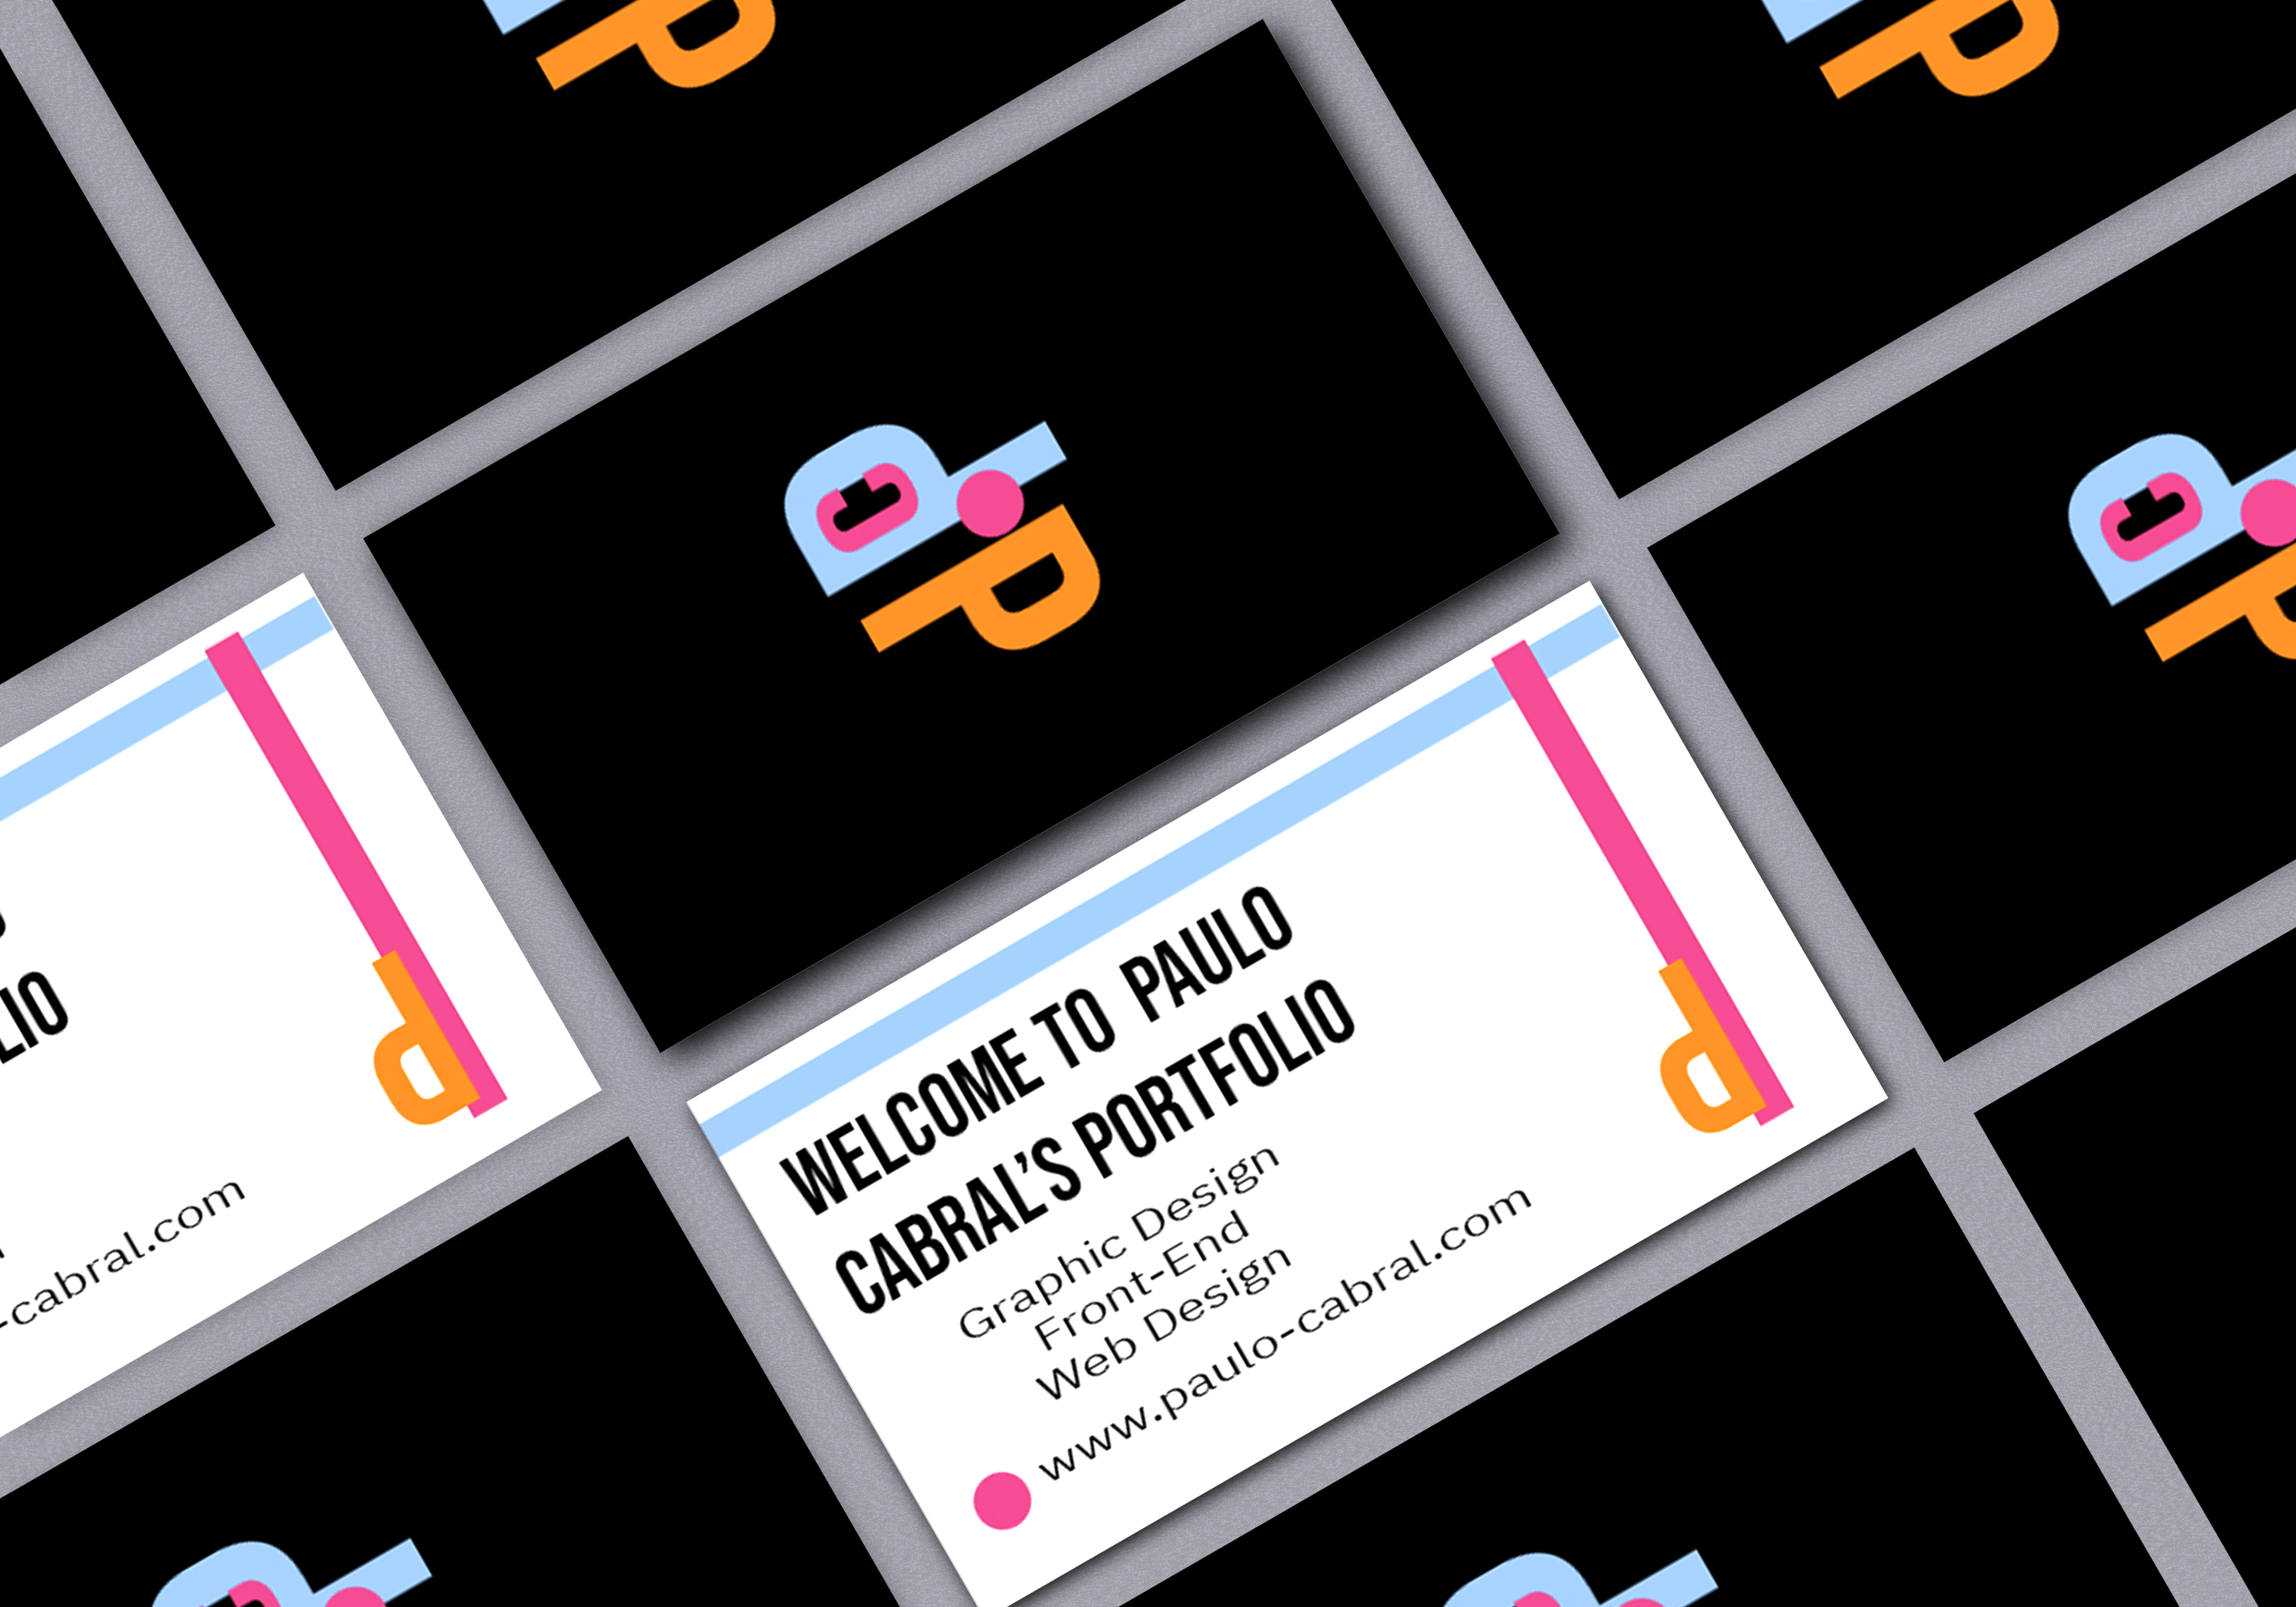 WELCOME TO PAULO
CABRAL'S PORTFOLIO
Graphic Design
Front-End
Web Design
www.paulo-cabral.com
LIO
-cabral.com